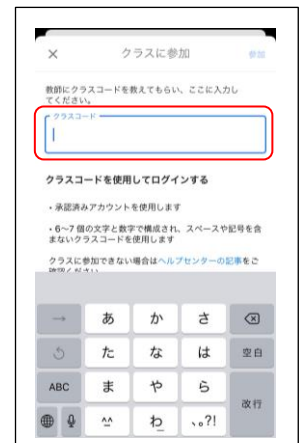 クラスに参加
参加
教師にクラスコードを教えてもらい、ここに入力し
てください。
クラスコード
クラスコードを使用してログインする
・承認済みアカウントを使用します
・6～7 個の文字と数字で構成され、スペースや記号を含
まないクラスコードを使用します
クラスに参加できない場合はヘルプセンターの記事をご
確認ください
→ あ か さ
た な は 空白
ABC ま や ら
改行
^^ わ 、。?!